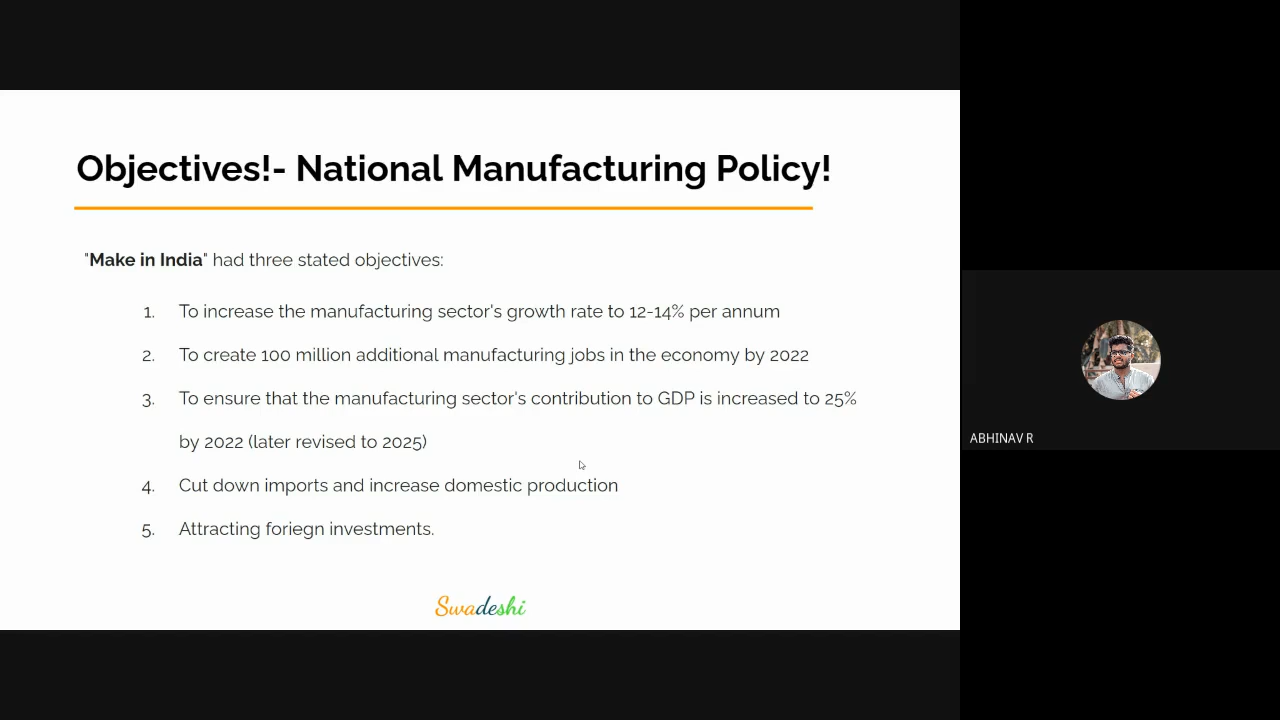 Objectives!- National Manufacturing Policy!
"Make in India" had three stated objectives:
1. To increase the manufacturing sector's growth rate to 12-14% per annum
2. To create 100 million additional manufacturing jobs in the economy by 2022
3. To ensure that the manufacturing sector's contribution to GDP is increased to 25%
by 2022 (later revised to 2025)
4. Cut down imports and increase domestic production
5. Attracting foriegn investments.
Swadeshi
ABHINAV R